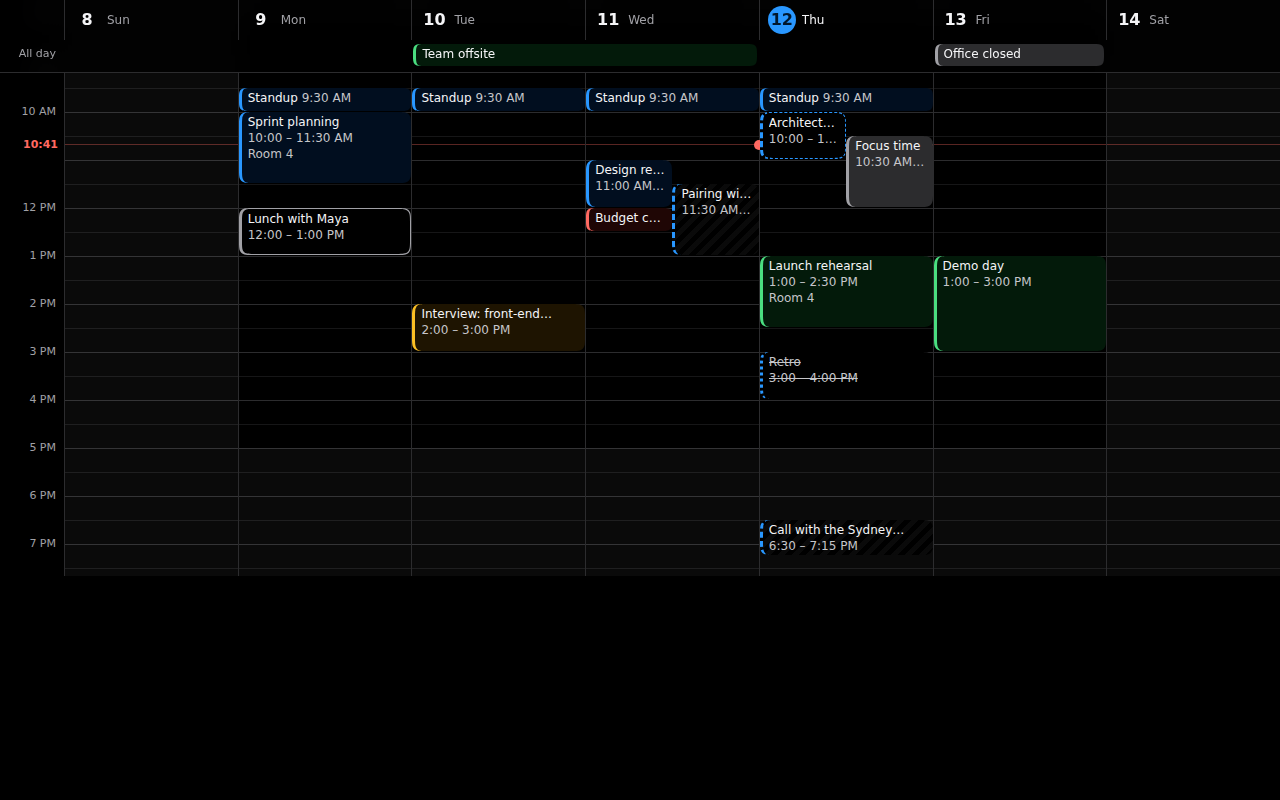 8 Sun
9 Mon
10 Tue
11 Wed
12 Thu
13 Fri
14 Sat
All day
Team offsite
Office closed
10 AM
10:41
12 PM
1 PM
2 PM
3 PM
4 PM
5 PM
6 PM
7 PM
Standup 9:30 AM
Sprint planning
10:00 – 11:30 AM
Room 4
Lunch with Maya
12:00 – 1:00 PM
Standup 9:30 AM
Interview: front-end…
2:00 – 3:00 PM
Standup 9:30 AM
Design re…
11:00 AM…
Pairing wi…
11:30 AM…
Budget c…
Standup 9:30 AM
Architect…
10:00 – 1…
Focus time
10:30 AM…
Launch rehearsal
1:00 – 2:30 PM
Room 4
Retro
3:00 – 4:00 PM
Call with the Sydney…
6:30 – 7:15 PM
Demo day
1:00 – 3:00 PM